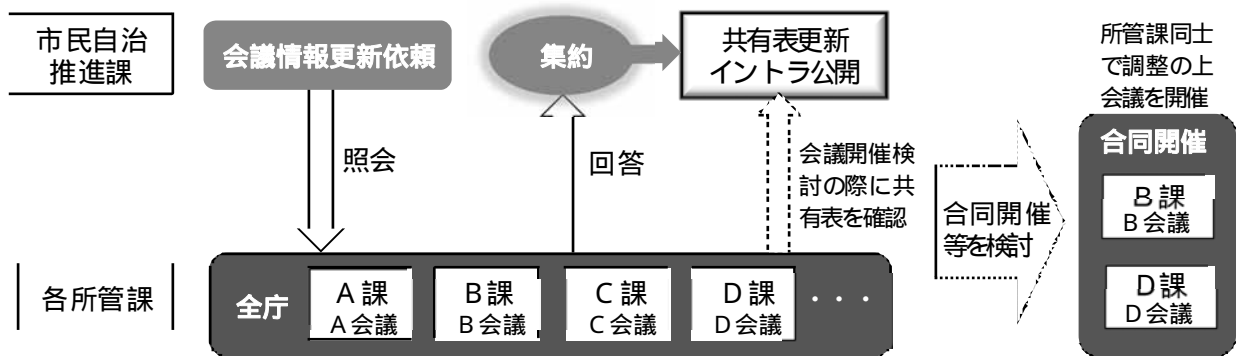 市民自治
推進課
会議情報更新依頼
集約
共有表更新
イントラ公開
所管課同士
で調整の上
会議を開催
照会
回答
会議開催検
討の際に共
有表を確認
合同開催
等を検討
合同開催
B課
B会議
D課
D会議
各所管課
全庁
A課
A会議
B課
B会議
C課
C会議
D課
D会議
・・・